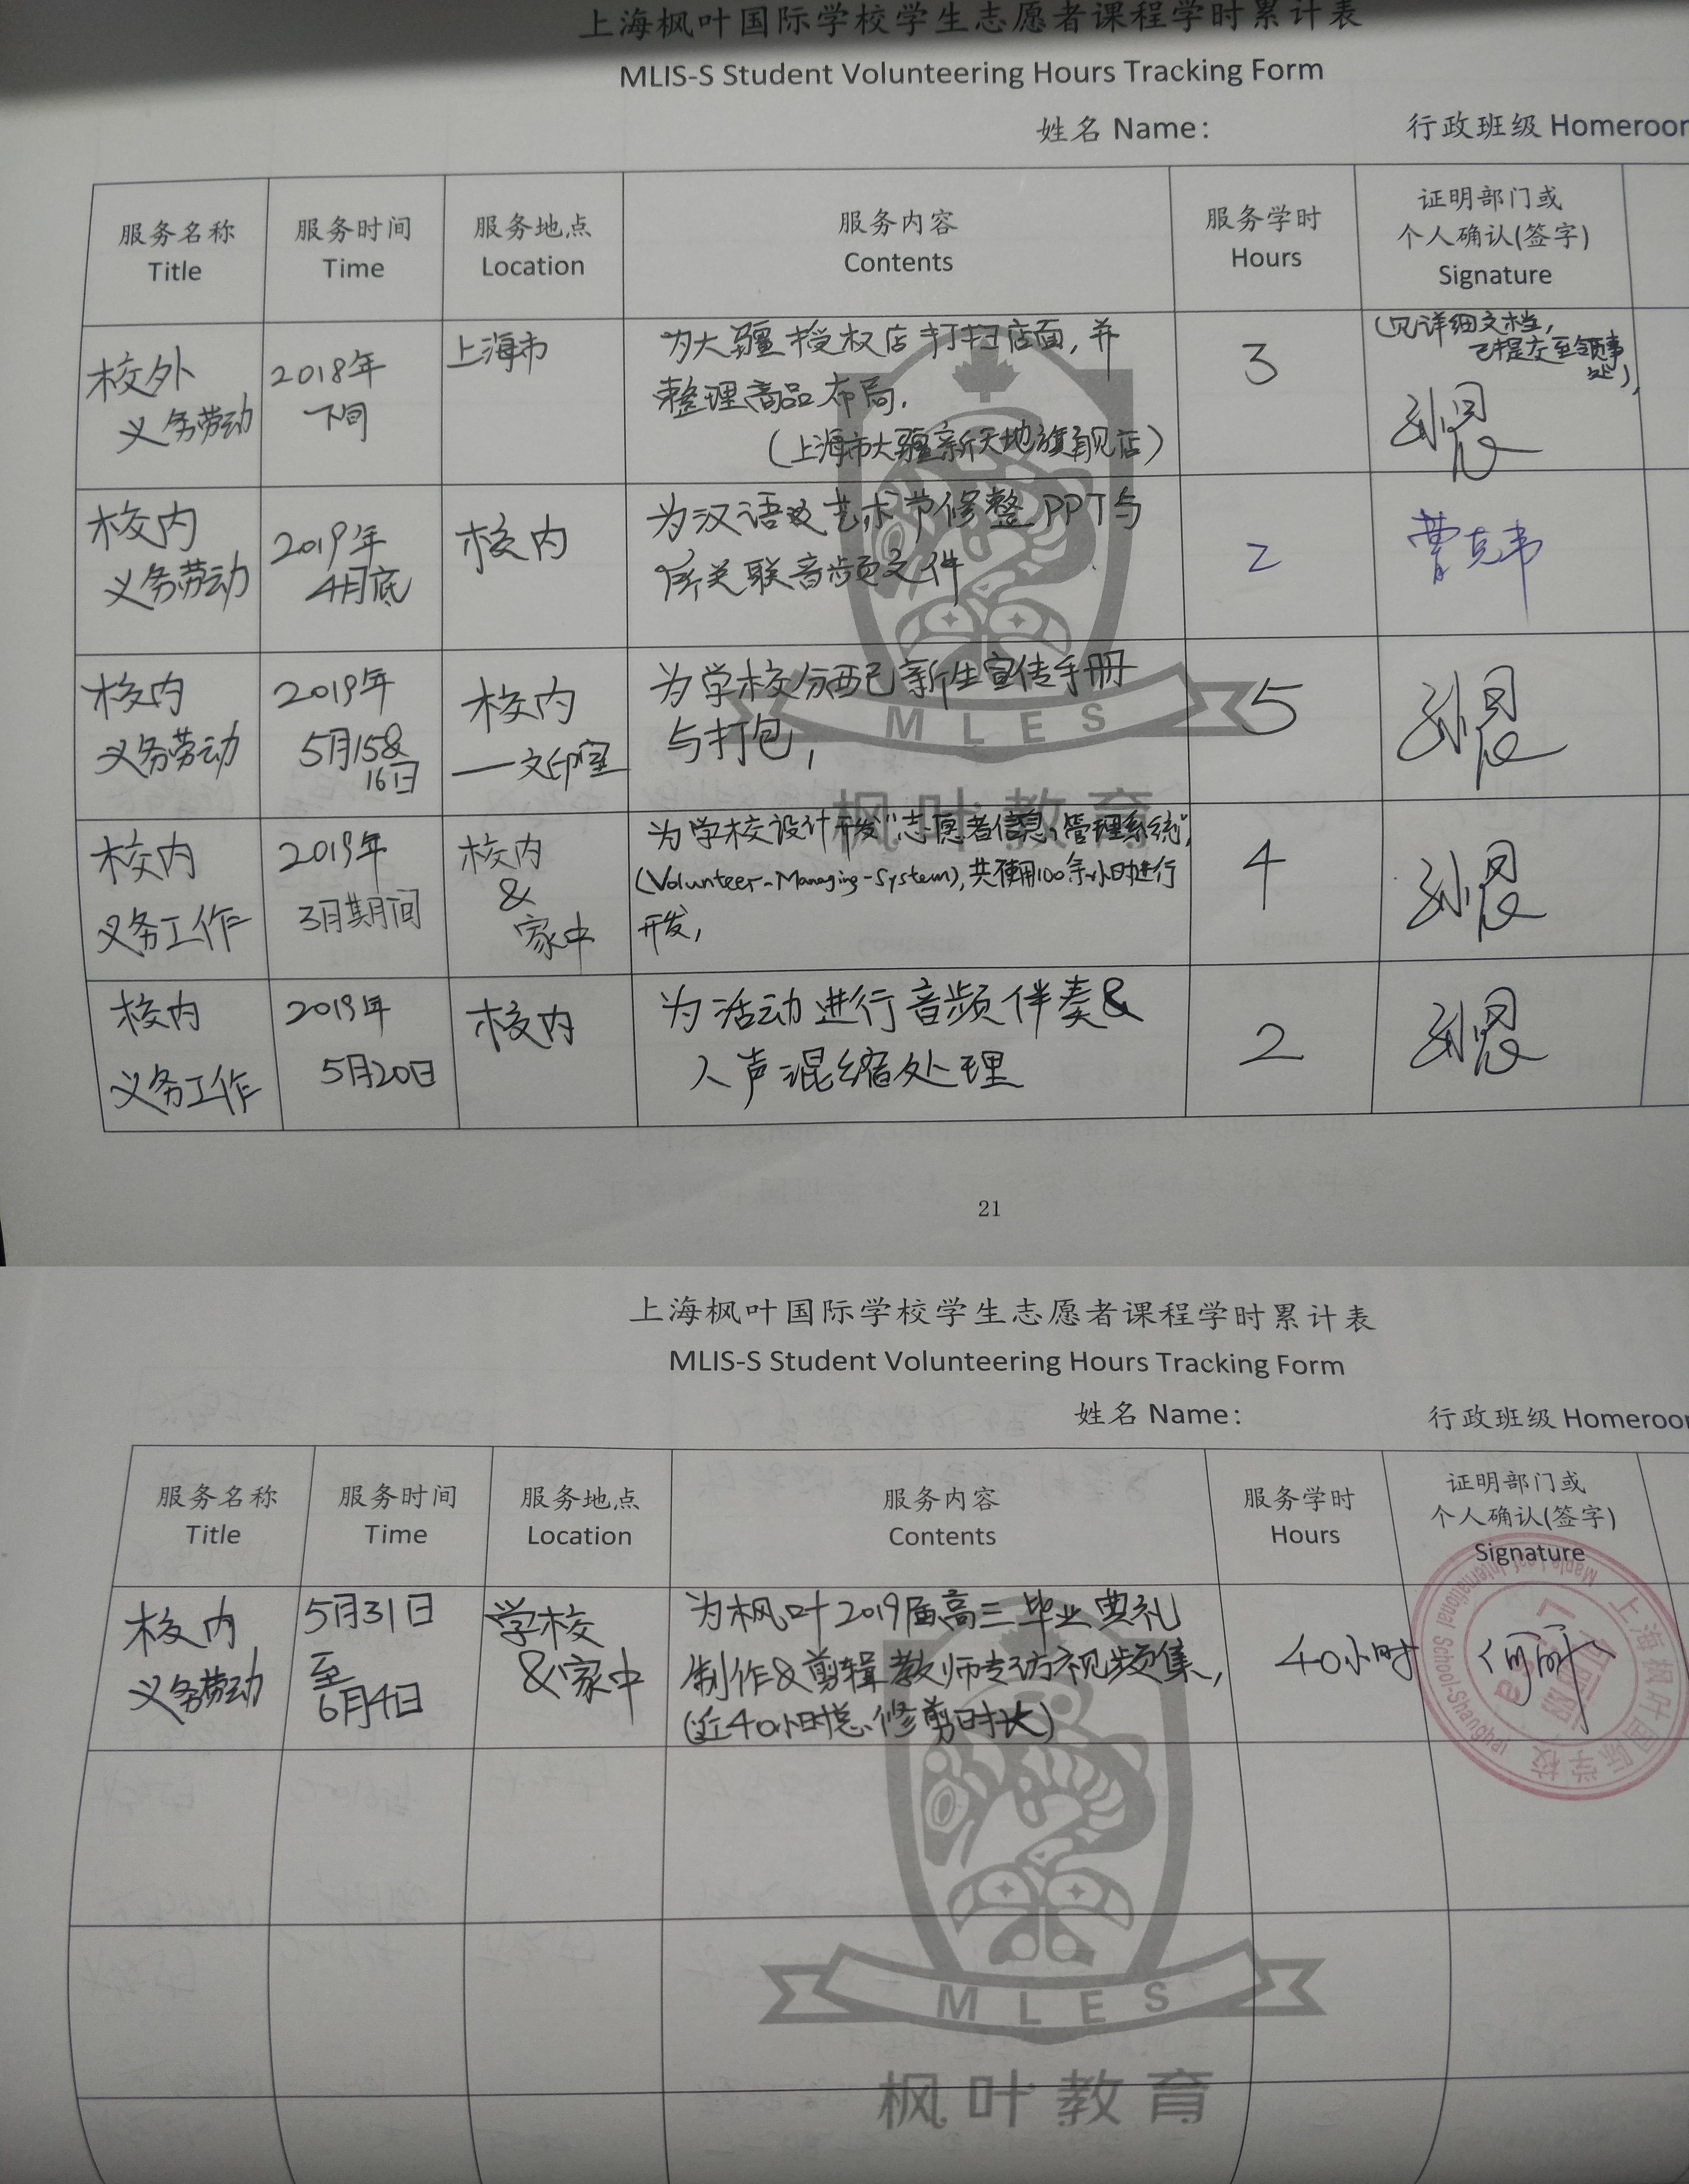 上海枫叶国际学校学生志愿者课程学时累计表
MLIS-S Student Volunteering Hours Tracking Form
姓名 Name：
行政班级 Homeroor
服务名称
Title
服务时间
Time
服务地点
Location
服务内容
Contents
服务学时
Hours
证明部门或
个人确认(签字)
Signature
校外
义务劳动
2018年
上海市
为大疆授权店打扫店面,并
整理商品布局.
(上海市大疆新天地旗舰店)
3
(见详细文档,
已提交至领事
处),
校内
义务劳动
2019年
4月底
校内
为汉语及艺术节修整PPT与
所关联音频文件
2
曹克韦
校内
义务劳动
2019年
5月15&
16日
校内
——文印室
为学校分配新生宣传手册
与打包,
5
校内
义务工作
2019年
3月期间
校内
&
家中
为学校设计开发"志愿者信息管理系统",
(Volunteer-Managing-System),共使用100余小时进行
开发,
4
校内
义务工作
2019年
5月20日
校内
为活动进行音频伴奏&
人声混缩处理
2
MLES
枫叶教育
21
上海枫叶国际学校学生志愿者课程学时累计表
MLIS-S Student Volunteering Hours Tracking Form
姓名 Name：
行政班级 Homeroor
服务名称
Title
服务时间
Time
服务地点
Location
服务内容
Contents
服务学时
Hours
证明部门或
个人确认(签字)
Signature
校内
义务劳动
5月31日
至
6月4日
学校
&家中
为枫叶2019届高三毕业典礼
制作&剪辑教师专访视频集,
(近40小时总修剪时长)
40小时
上海枫叶国际学校
Maple Leaf International School-Shanghai
MLES
枫叶教育